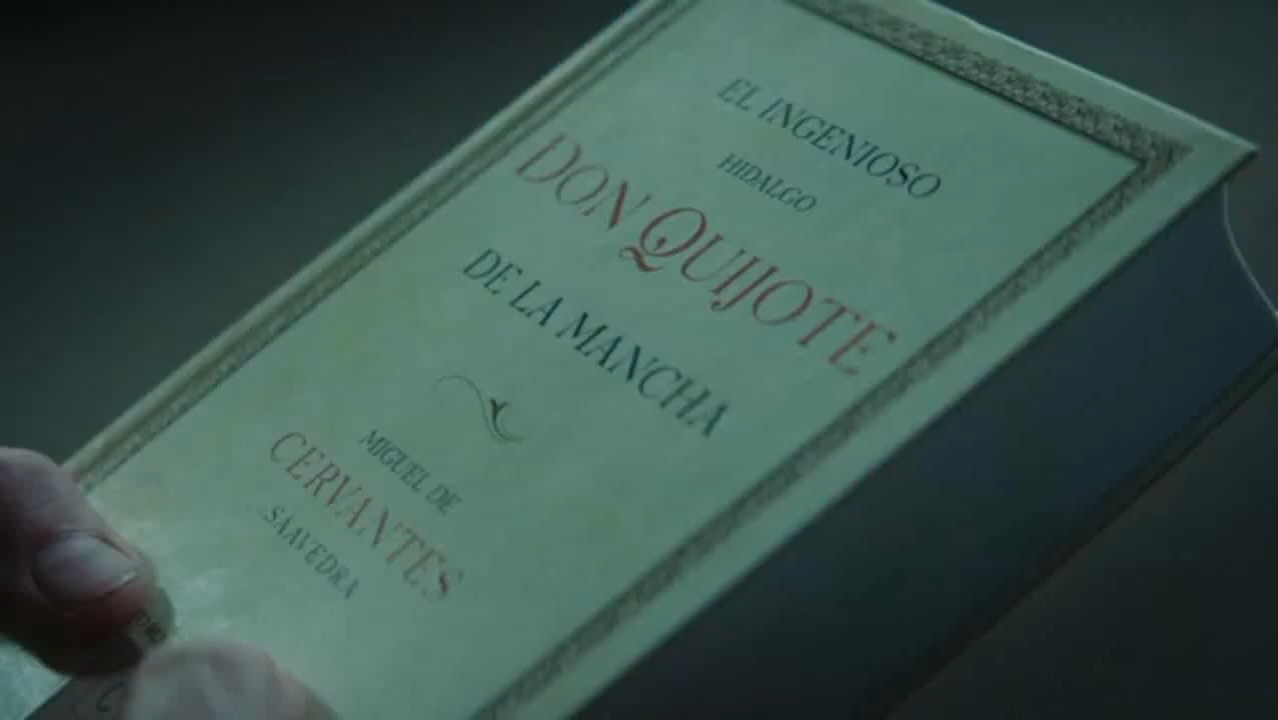 EL INGENIOSO
HIDALGO
DON QUIJOTE
DE LA MANCHA
MIGUEL DE
CERVANTES
SAAVEDRA